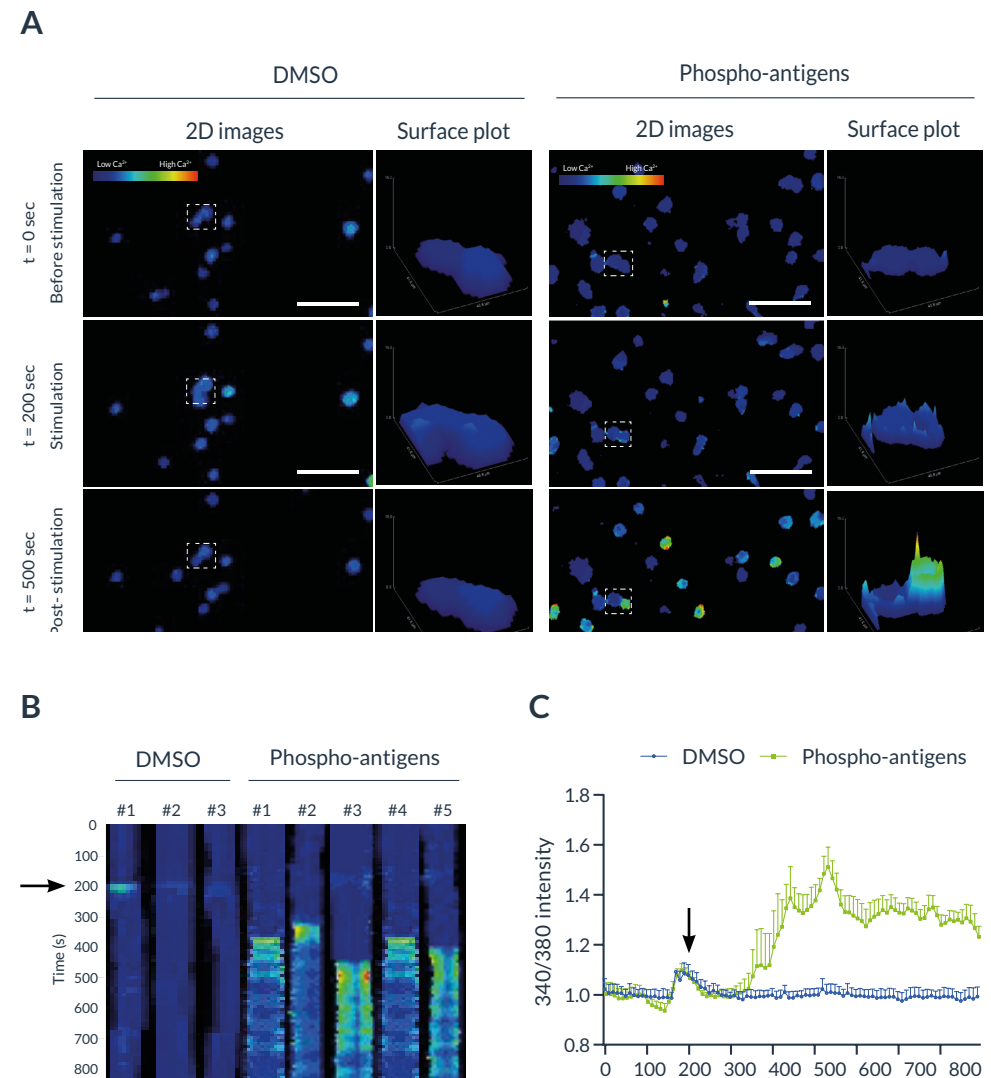 A
DMSO
Phospho-antigens
2D images
Surface plot
2D images
Surface plot
Low Ca²⁺
High Ca²⁺
Low Ca²⁺
High Ca²⁺
t = 0 sec
Before stimulation
t = 200 sec
Stimulation
t = 500 sec
Post- stimulation
B
DMSO
Phospho-antigens
#1
#2
#3
#1
#2
#3
#4
#5
Time (s)
0
100
200
300
400
500
600
700
800
C
DMSO
Phospho-antigens
340/380 intensity
1.8
1.6
1.4
1.2
1.0
0.8
0
100
200
300
400
500
600
700
800